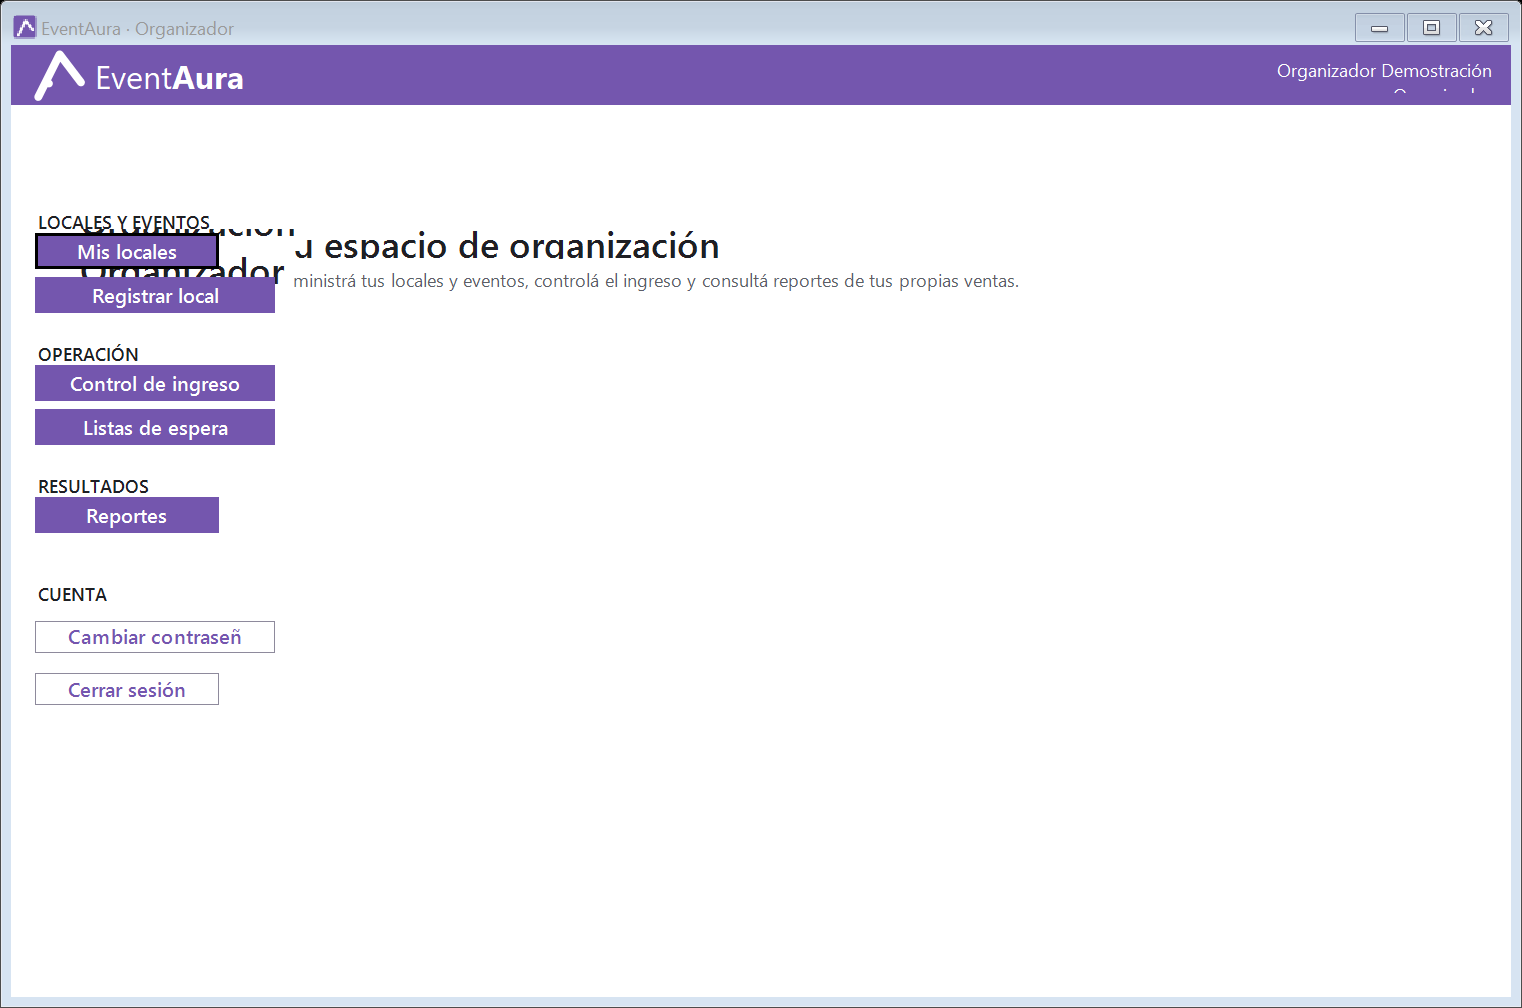 EventAura · Organizador
EventAura
Organizador Demostración
LOCALES Y EVENTOS
Organización
Mis locales
espacio de organización
Organizador
ministrá tus locales y eventos, controlá el ingreso y consultá reportes de tus propias ventas.
Registrar local
OPERACIÓN
Control de ingreso
Listas de espera
RESULTADOS
Reportes
CUENTA
Cambiar contraseñ
Cerrar sesión